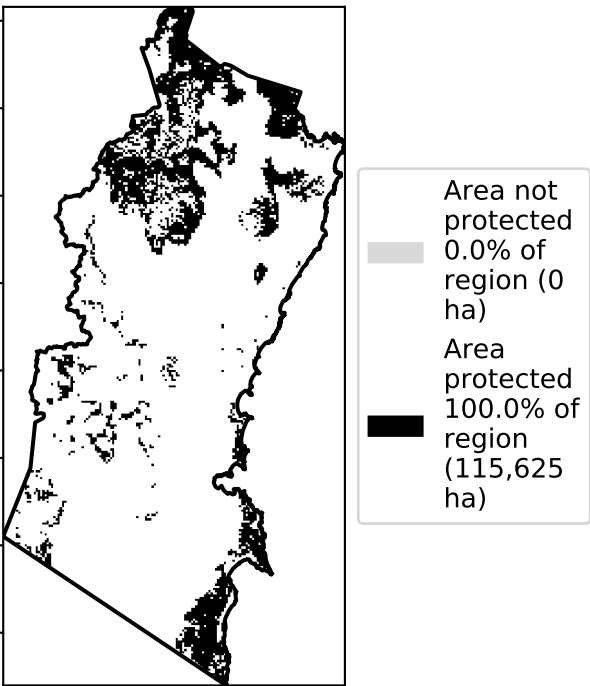 Area not
protected
0.0% of
region (0
ha)
Area
protected
100.0% of
region
(115,625
ha)